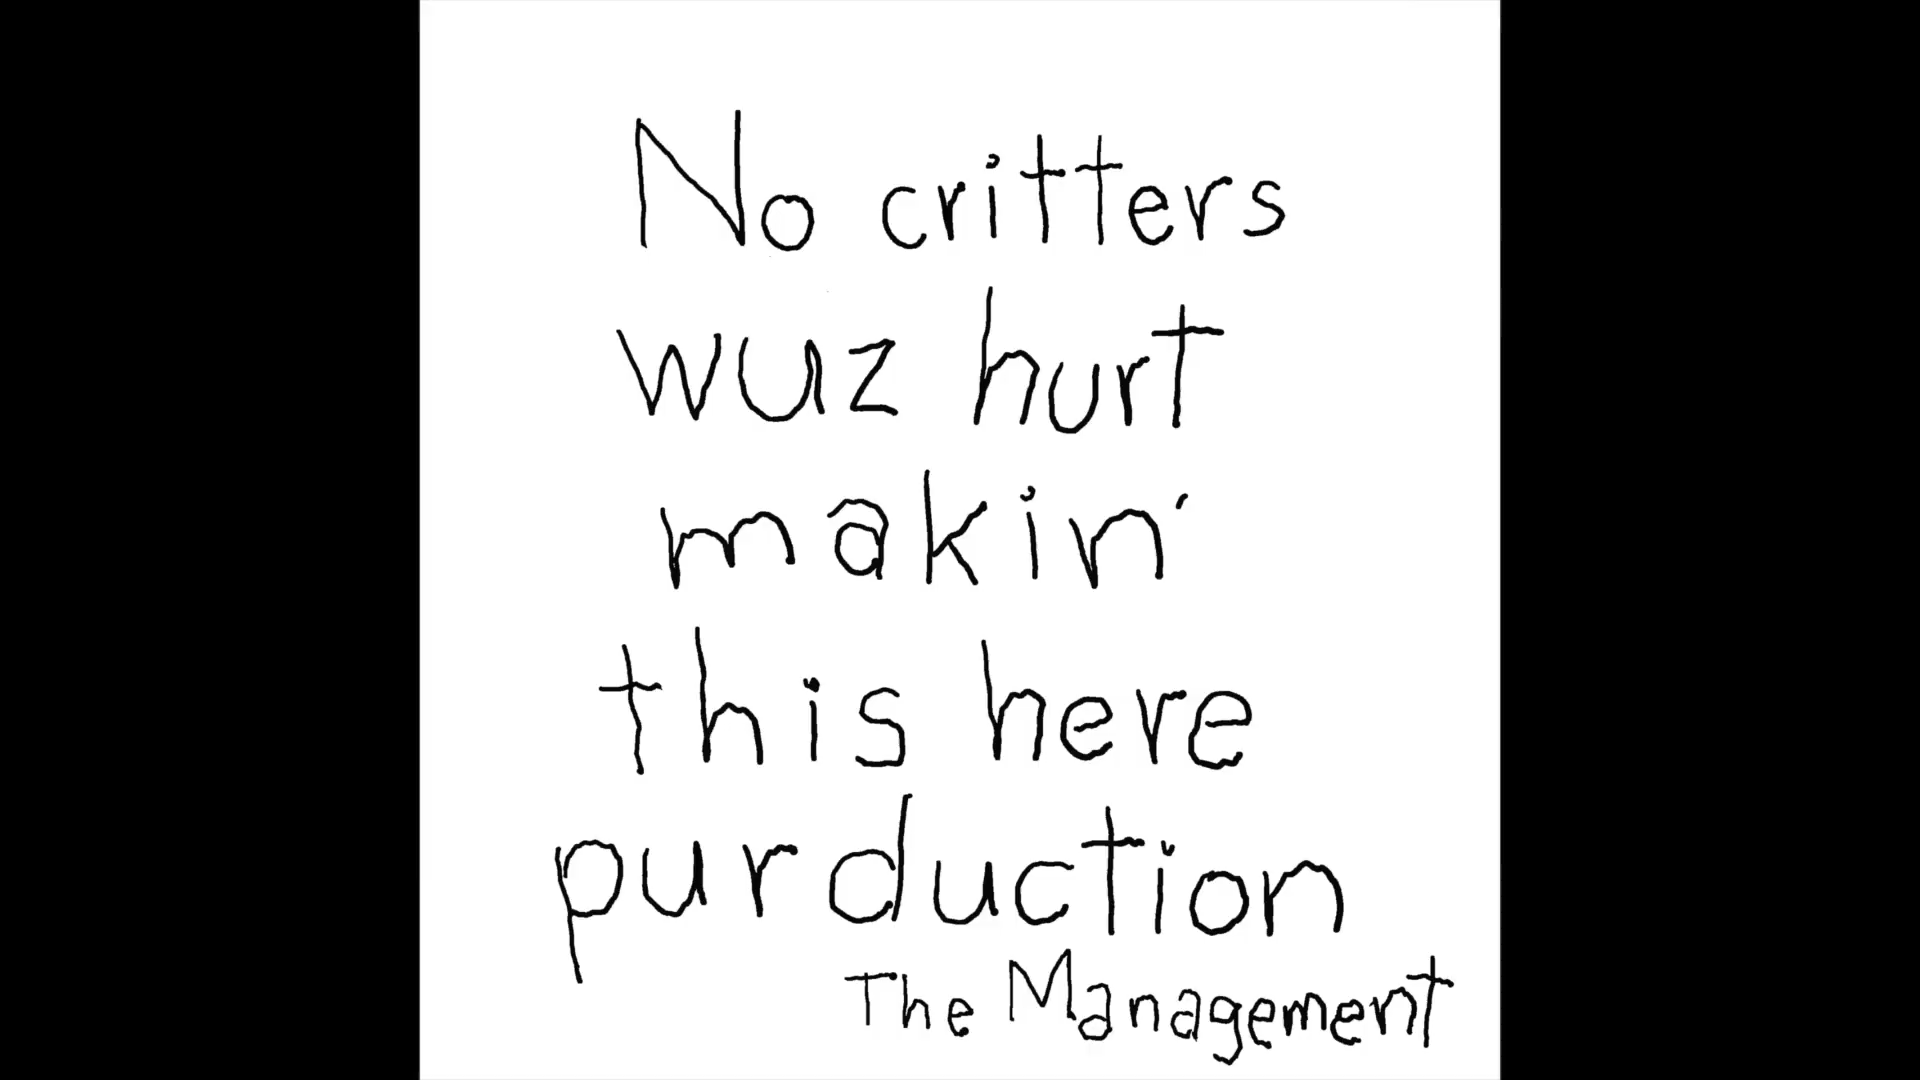 No critters
wuz hurt
makin'
this here
purduction
The Management